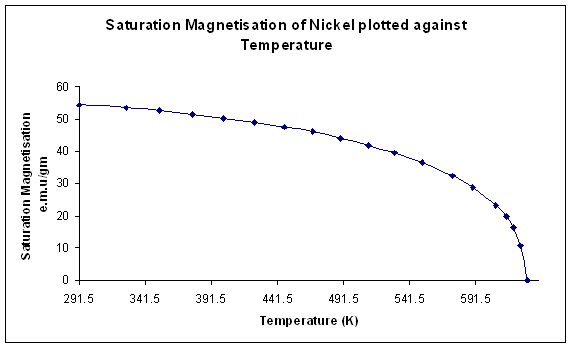 Saturation Magnetisation of Nickel plotted against
Temperature
Saturation Magnetisation
e.m.u/gm
60
50
40
30
20
10
0
291.5 341.5 391.5 441.5 491.5 541.5 591.5
Temperature (K)